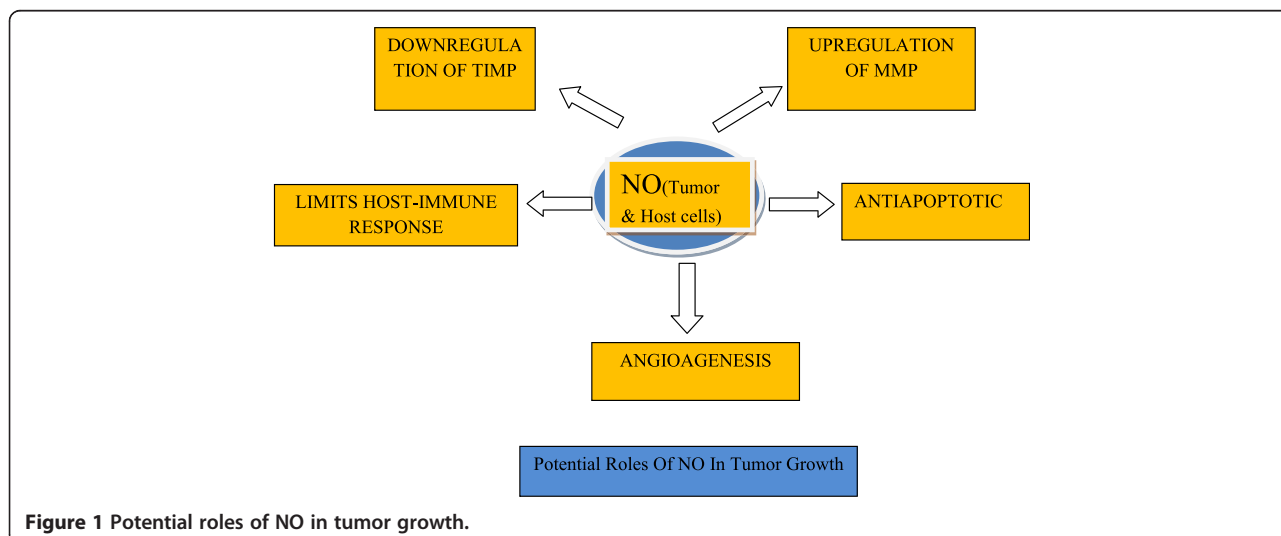 DOWNREGULA
TION OF TIMP
UPREGULATION
OF MMP
NO(Tumor
& Host cells)
LIMITS HOST-IMMUNE
RESPONSE
ANTIAPOPTOTIC
ANGIOAGENESIS
Potential Roles Of NO In Tumor Growth
Figure 1 Potential roles of NO in tumor growth.